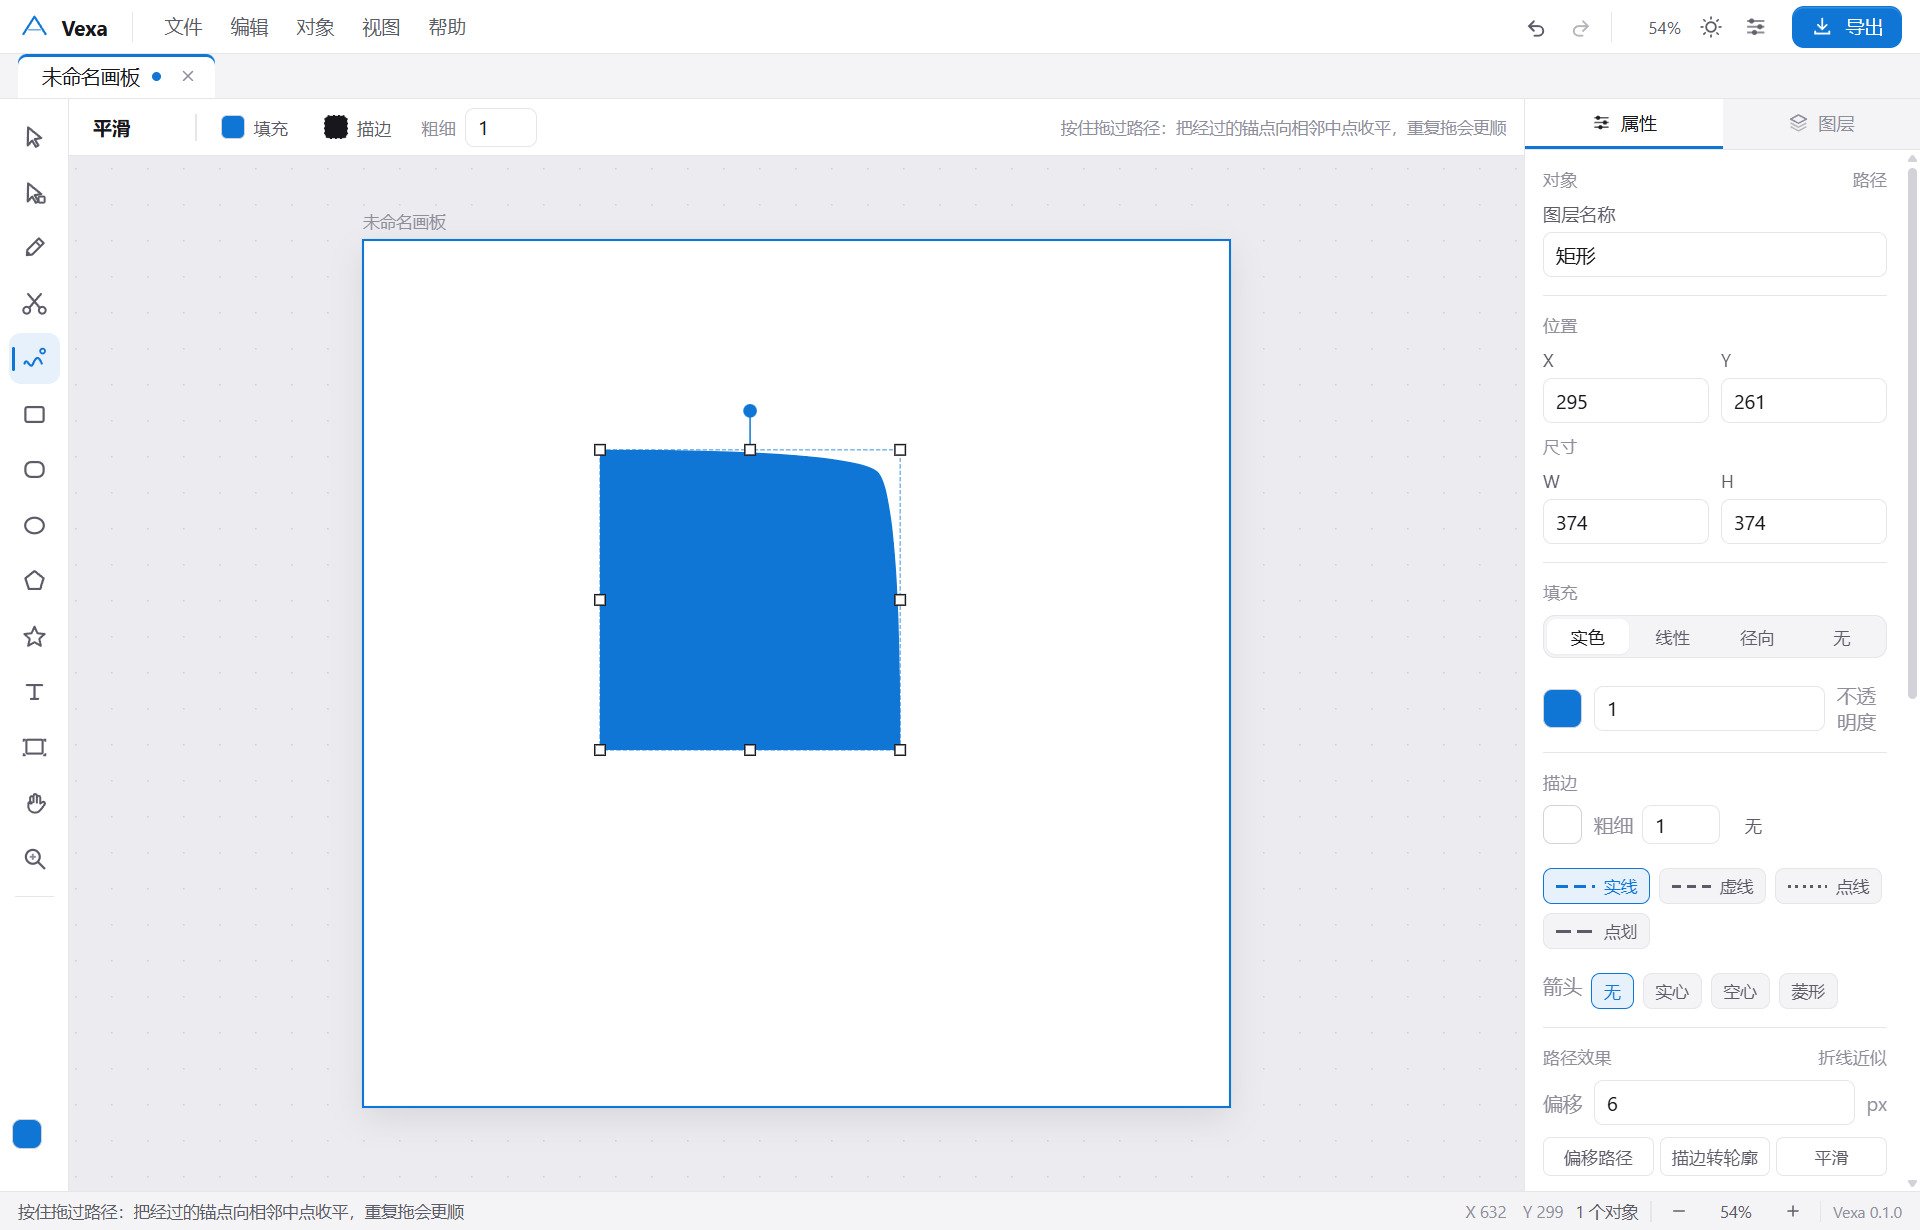 Vexa 文件 编辑 对象 视图 帮助 54% 导出
未命名画板
平滑 填充 描边 粗细 1 按住拖过路径：把经过的锚点向相邻中点收平，重复拖会更顺
属性 图层
未命名画板
对象 路径
图层名称
矩形
位置
X Y
295 261
尺寸
W H
374 374
填充
实色 线性 径向 无
1 不透明度
描边
粗细 1 无
实线 虚线 点线
点划
箭头 无 实心 空心 菱形
路径效果 折线近似
偏移 6 px
偏移路径 描边转轮廓 平滑
按住拖过路径：把经过的锚点向相邻中点收平，重复拖会更顺 X 632 Y 299 1 个对象 54% Vexa 0.1.0